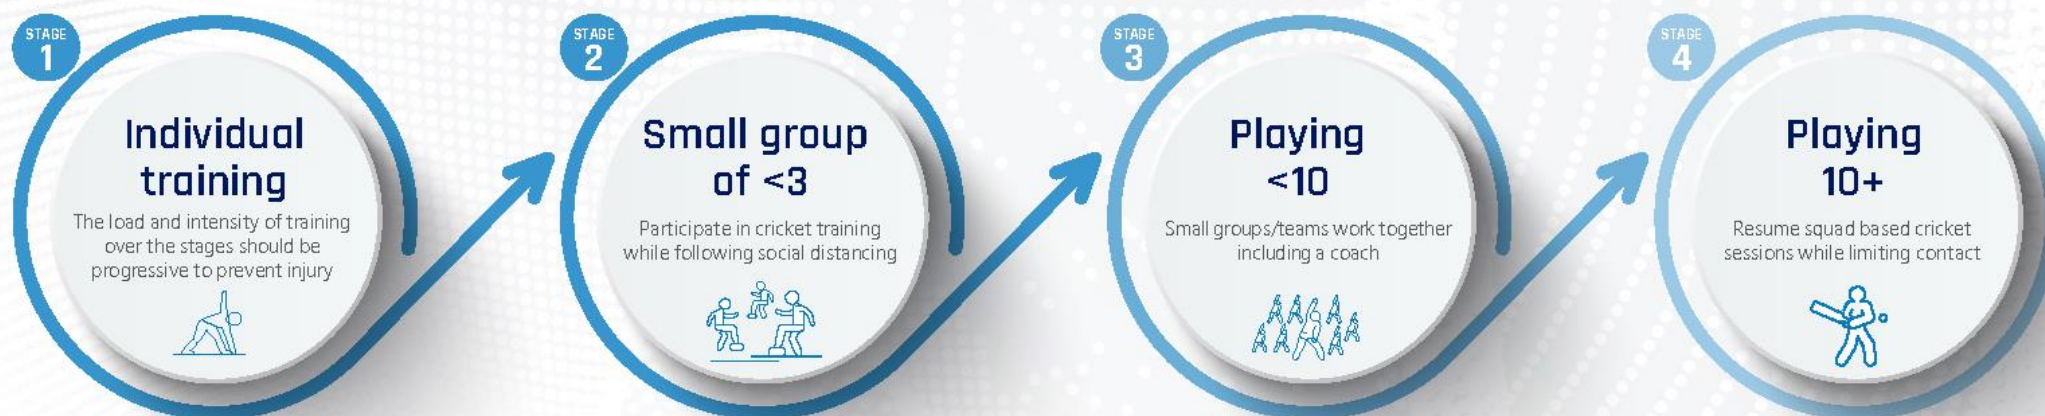 STAGE
1
Individual
training
The load and intensity of training
over the stages should be
progressive to prevent injury
STAGE
2
Small group
of <3
Participate in cricket training
while following social distancing
STAGE
3
Playing
<10
Small groups/teams work together
including a coach
STAGE
4
Playing
10+
Resume squad based cricket
sessions while limiting contact